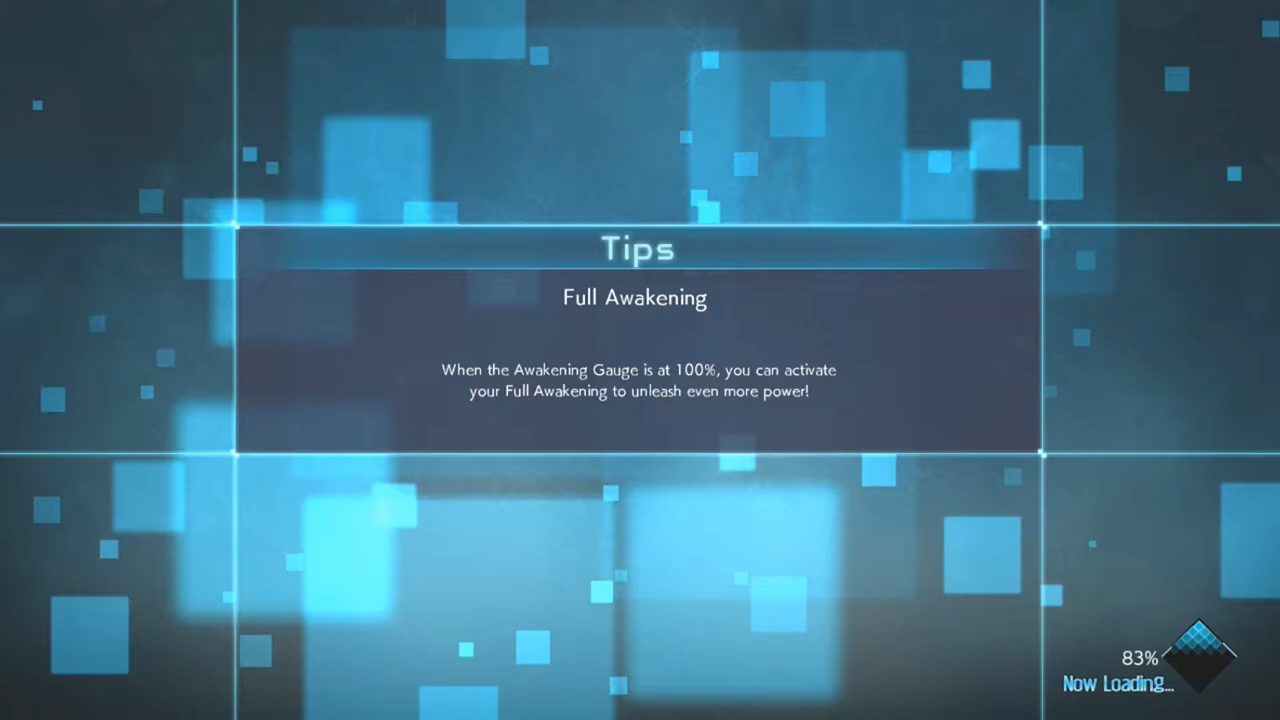 Tips
Full Awakening
When the Awakening Gauge is at 100%, you can activate
your Full Awakening to unleash even more power!
83%
Now Loading...